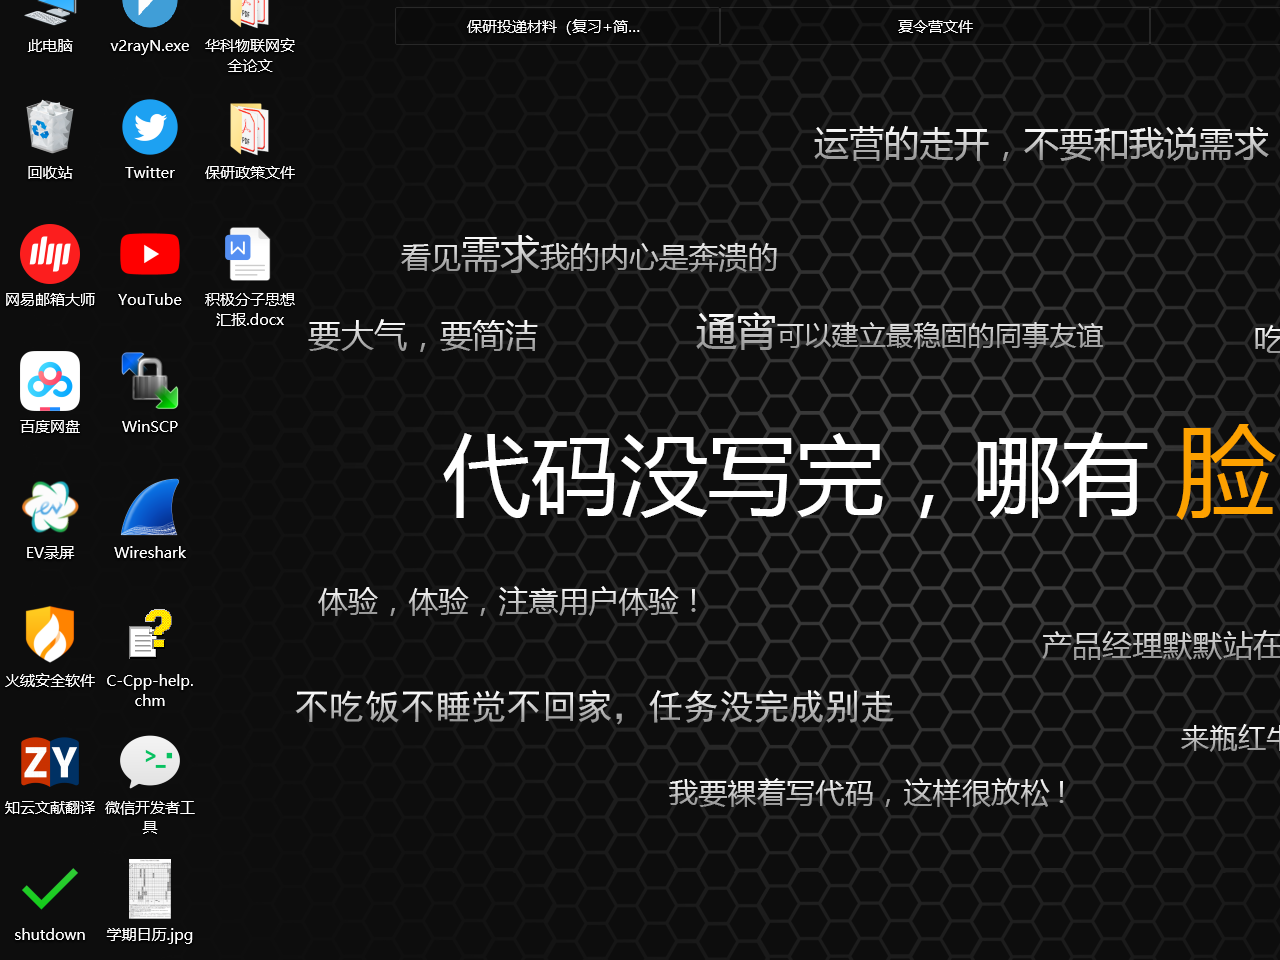 此电脑
v2rayN.exe
华科物联网安
全论文
保研投递材料（复习+简...
夏令营文件
回收站
Twitter
保研政策文件
网易邮箱大师
YouTube
积极分子思想
汇报.docx
百度网盘
WinSCP
EV录屏
Wireshark
火绒安全软件
C-Cpp-help.
chm
知云文献翻译
微信开发者工
具
shutdown
学期日历.jpg
运营的走开，不要和我说需求
看见需求我的内心是奔溃的
要大气，要简洁
通宵可以建立最稳固的同事友谊
吃
代码没写完，哪有 脸
体验，体验，注意用户体验！
产品经理默默站在
不吃饭不睡觉不回家，任务没完成别走
来瓶红牛
我要裸着写代码，这样很放松！